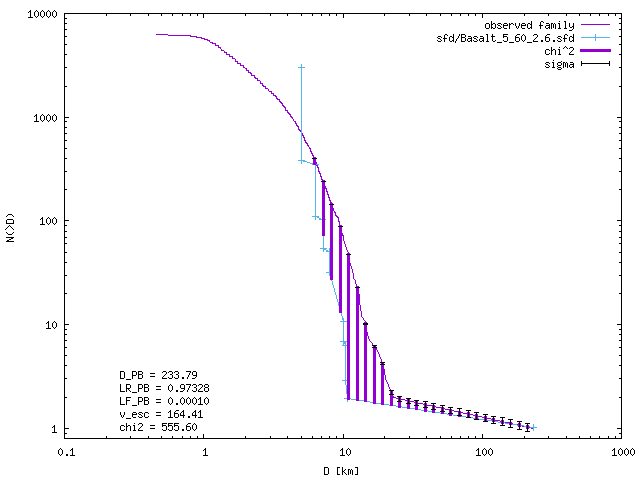 10000
1000
100
10
1
N(>D)
observed family
sfd/Basalt_5_60_2.6.sfd
chi^2
sigma
D_PB = 233.79
LR_PB = 0.97328
LF_PB = 0.00010
v_esc = 164.41
chi2 = 555.60
0.1 1 10 100 1000
D [km]